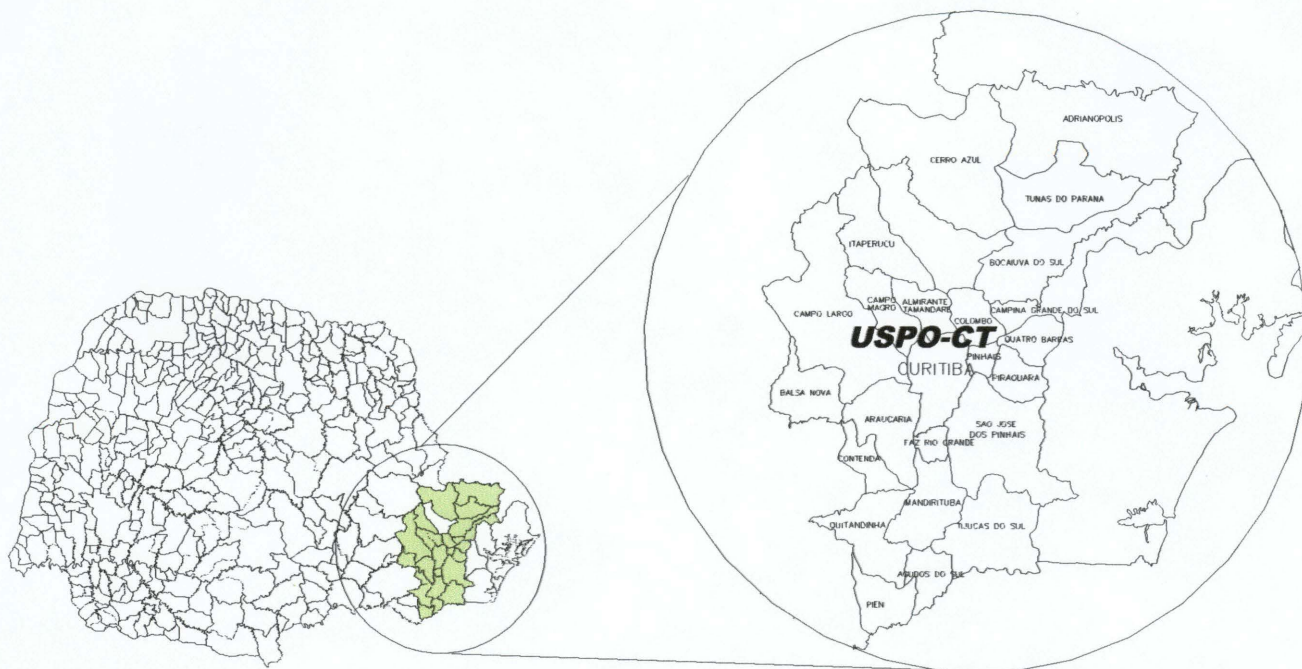 ADRIANOPOLIS
CERRO AZUL
TUNAS DO PARANA
ITAPERUCU
BOCAIUVA DO SUL
CAMPO
MAGRO
ALMIRANTE
TAMANDARE
CAMPINA GRANDE DO SUL
CAMPO LARGO
COLOMBO
USPO-CT
QUATRO BARRAS
PINHAIS
CURITIBA
PIRAQUARA
BALSA NOVA
ARAUCARIA
SAO JOSE
DOS PINHAIS
FAZ RIO GRANDE
CONTENDA
MANDIRITUBA
QUITANDINHA
TIJUCAS DO SUL
AGUDOS DO SUL
PIEN